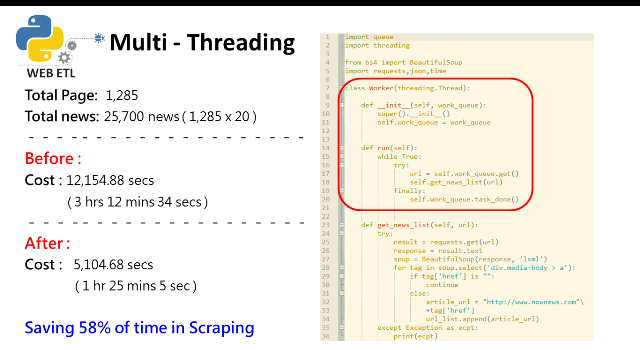 Multi - Threading
WEB ETL
Total Page: 1,285
Total news: 25,700 news ( 1,285 x 20 )
Before :
Cost : 12,154.88 secs
( 3 hrs 12 mins 34 secs )
After :
Cost : 5,104.68 secs
( 1 hr 25 mins 5 sec )
Saving 58% of time in Scraping
1 import queue
2 import threading
3
4 from bs4 import BeautifulSoup
5 import requests,json,time
6
7 class Worker(threading.Thread):
8
9 def __init__(self, work_queue):
10 super().__init__()
11 self.work_queue = work_queue
12
13
14 def run(self):
15 while True:
16 try:
17 url = self.work_queue.get()
18 self.get_news_list(url)
19 finally:
20 self.work_queue.task_done()
21
22
23 def get_news_list(self, url):
24 try:
25 result = requests.get(url)
26 response = result.text
27 soup = BeautifulSoup(response, 'lxml')
28 for tag in soup.select('div.media-body > a'):
29 if tag['href'] is "":
30 continue
31 else:
32 article_url = "http://www.nownews.com"\
33 +tag['href']
34 url_list.append(article_url)
35 except Exception as ecpt:
36 print(ecpt)